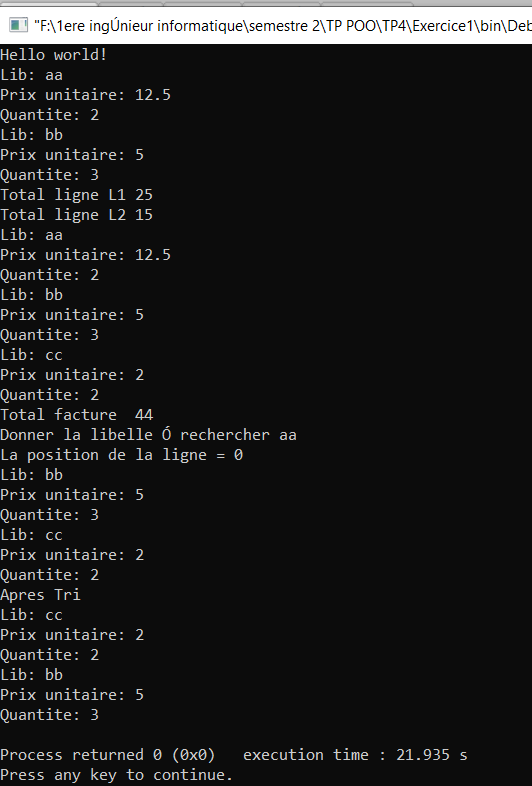 "F:\1ere ingÚnieur informatique\semestre 2\TP POO\TP4\Exercice1\bin\Deb
Hello world!
Lib: aa
Prix unitaire: 12.5
Quantite: 2
Lib: bb
Prix unitaire: 5
Quantite: 3
Total ligne L1 25
Total ligne L2 15
Lib: aa
Prix unitaire: 12.5
Quantite: 2
Lib: bb
Prix unitaire: 5
Quantite: 3
Lib: cc
Prix unitaire: 2
Quantite: 2
Total facture  44
Donner la libelle Ó rechercher aa
La position de la ligne = 0
Lib: bb
Prix unitaire: 5
Quantite: 3
Lib: cc
Prix unitaire: 2
Quantite: 2
Apres Tri
Lib: cc
Prix unitaire: 2
Quantite: 2
Lib: bb
Prix unitaire: 5
Quantite: 3
Process returned 0 (0x0)   execution time : 21.935 s
Press any key to continue.